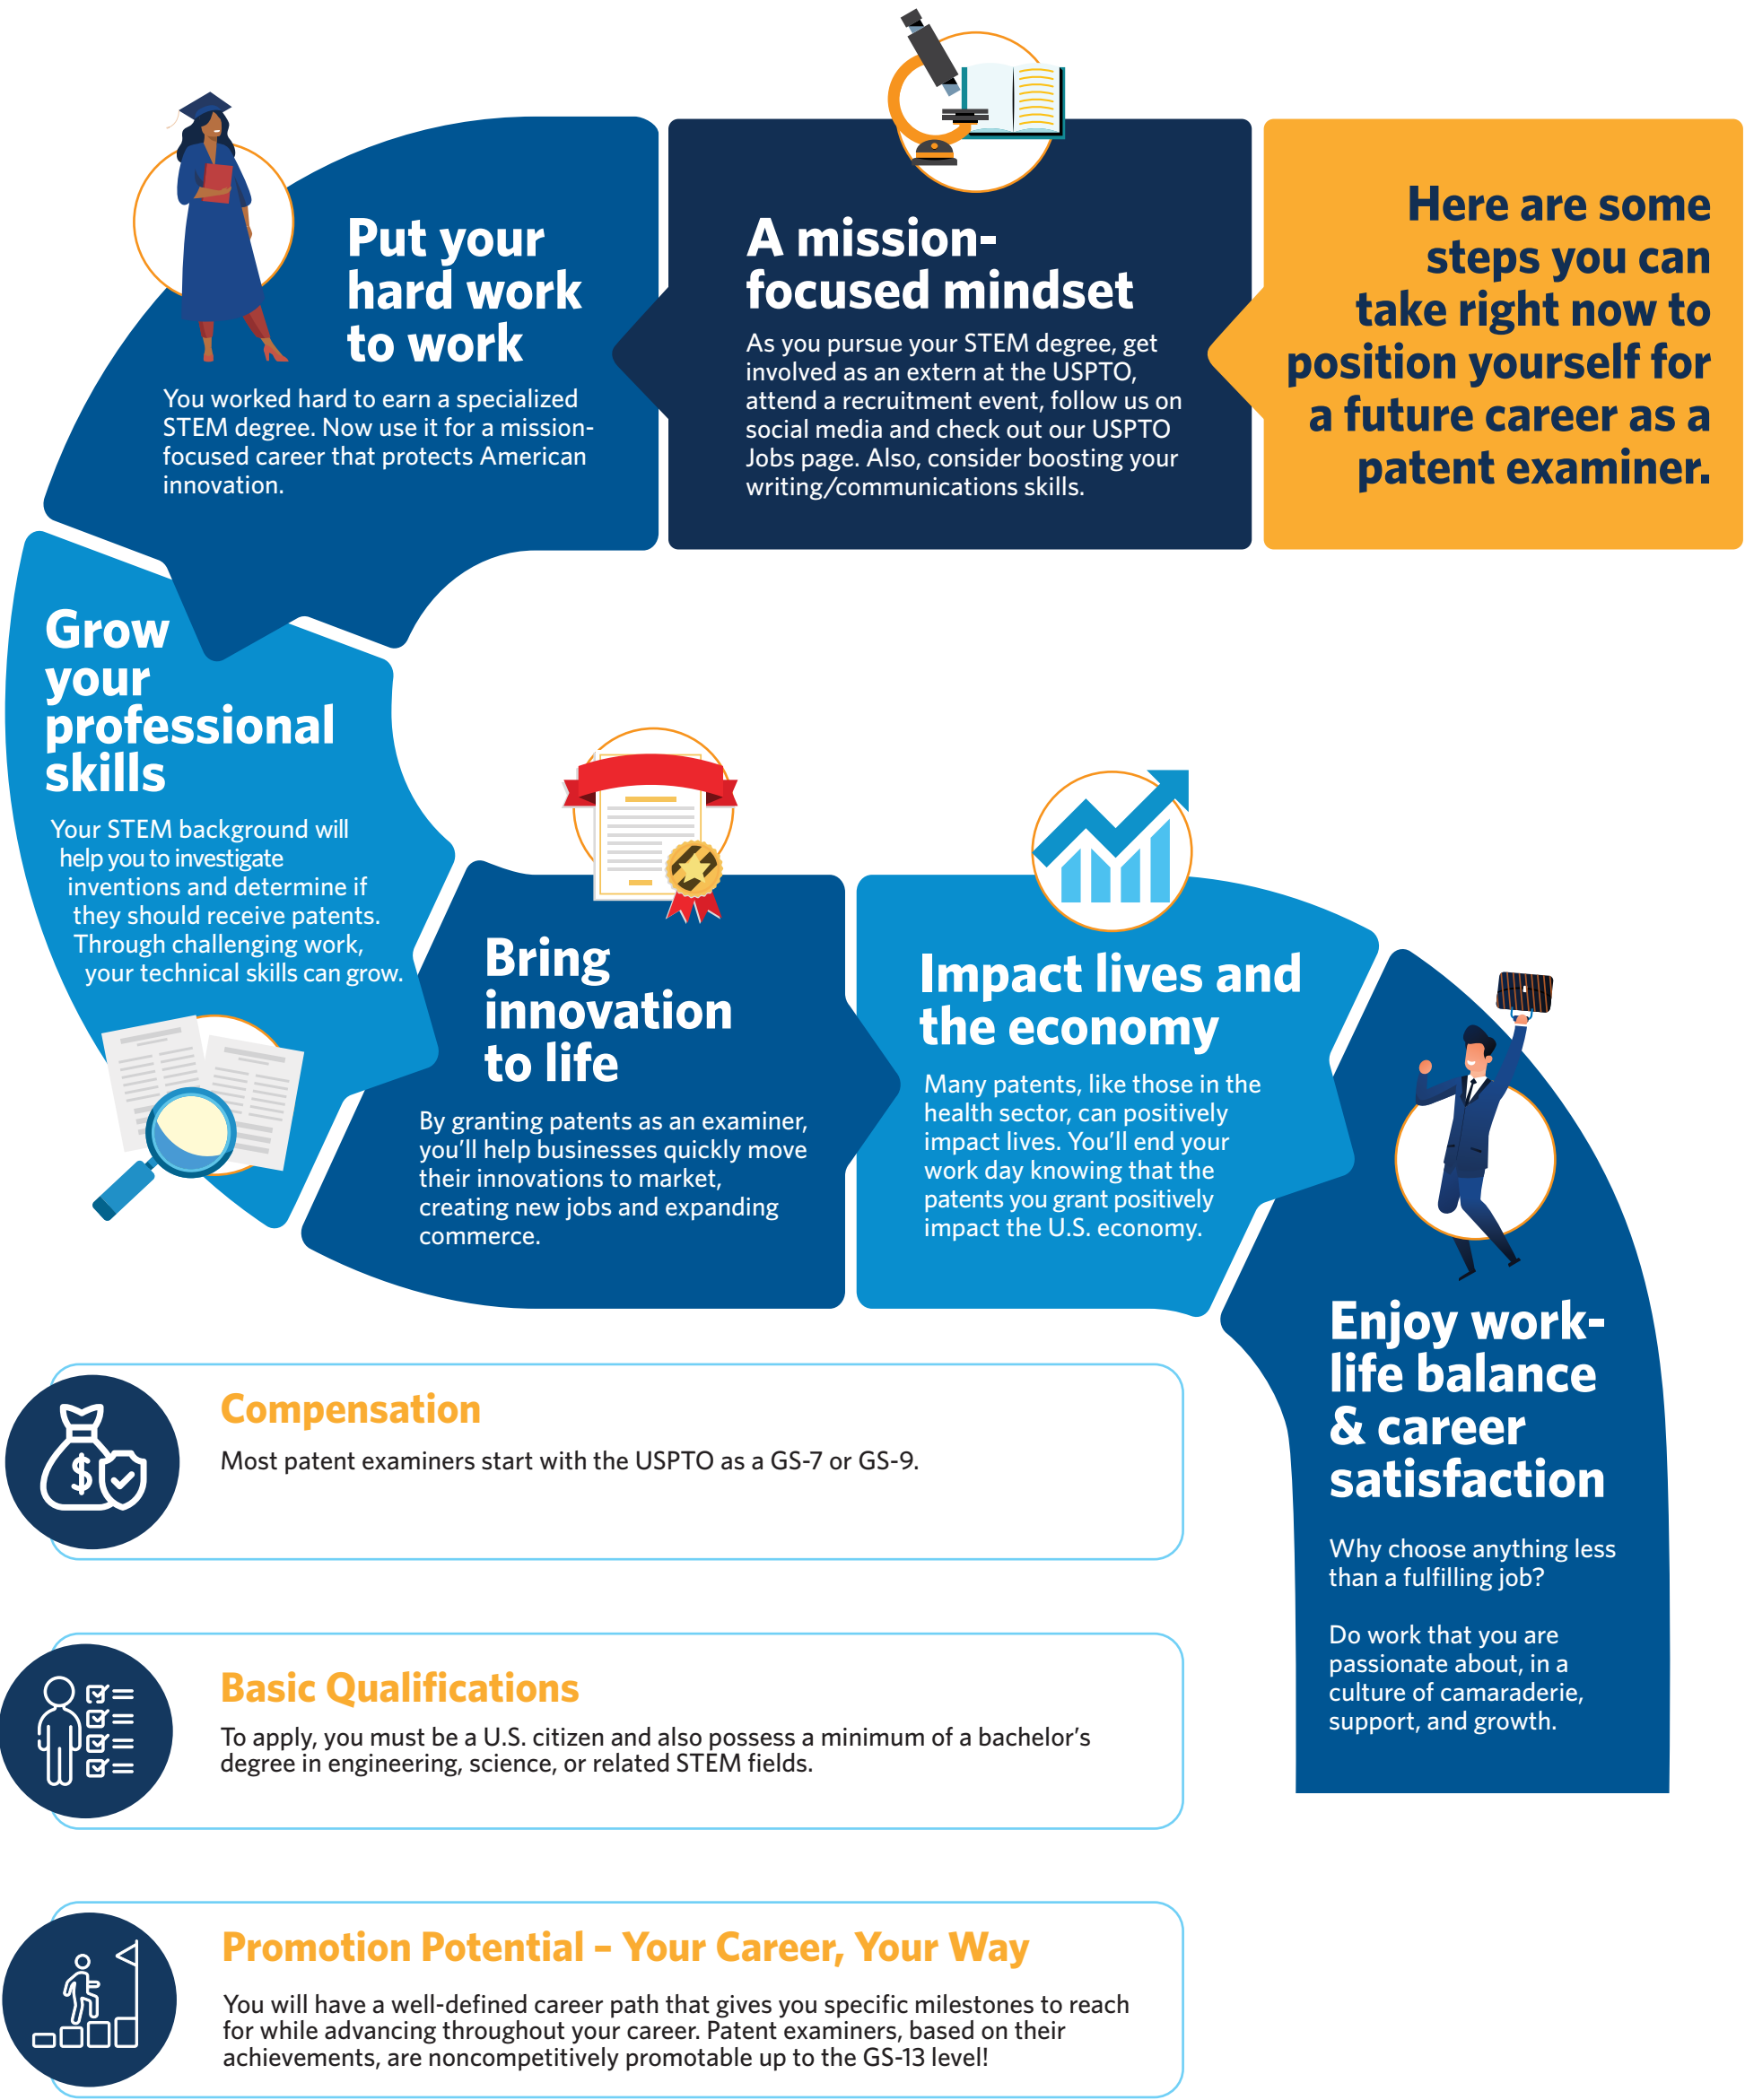 Here are some
steps you can
take right now to
position yourself for
a future career as a
patent examiner.
A mission-
focused mindset
As you pursue your STEM degree, get
involved as an extern at the USPTO,
attend a recruitment event, follow us on
social media and check out our USPTO
Jobs page. Also, consider boosting your
writing/communications skills.
Put your
hard work
to work
You worked hard to earn a specialized
STEM degree. Now use it for a mission-
focused career that protects American
innovation.
Grow
your
professional
skills
Your STEM background will
help you to investigate
inventions and determine if
they should receive patents.
Through challenging work,
your technical skills can grow.
Bring
innovation
to life
By granting patents as an examiner,
you'll help businesses quickly move
their innovations to market,
creating new jobs and expanding
commerce.
Impact lives and
the economy
Many patents, like those in the
health sector, can positively
impact lives. You'll end your
work day knowing that the
patents you grant positively
impact the U.S. economy.
Enjoy work-
life balance
& career
satisfaction
Why choose anything less
than a fulfilling job?
Do work that you are
passionate about, in a
culture of camaraderie,
support, and growth.
$
Compensation
Most patent examiners start with the USPTO as a GS-7 or GS-9.
Basic Qualifications
To apply, you must be a U.S. citizen and also possess a minimum of a bachelor's
degree in engineering, science, or related STEM fields.
Promotion Potential – Your Career, Your Way
You will have a well-defined career path that gives you specific milestones to reach
for while advancing throughout your career. Patent examiners, based on their
achievements, are noncompetitively promotable up to the GS-13 level!